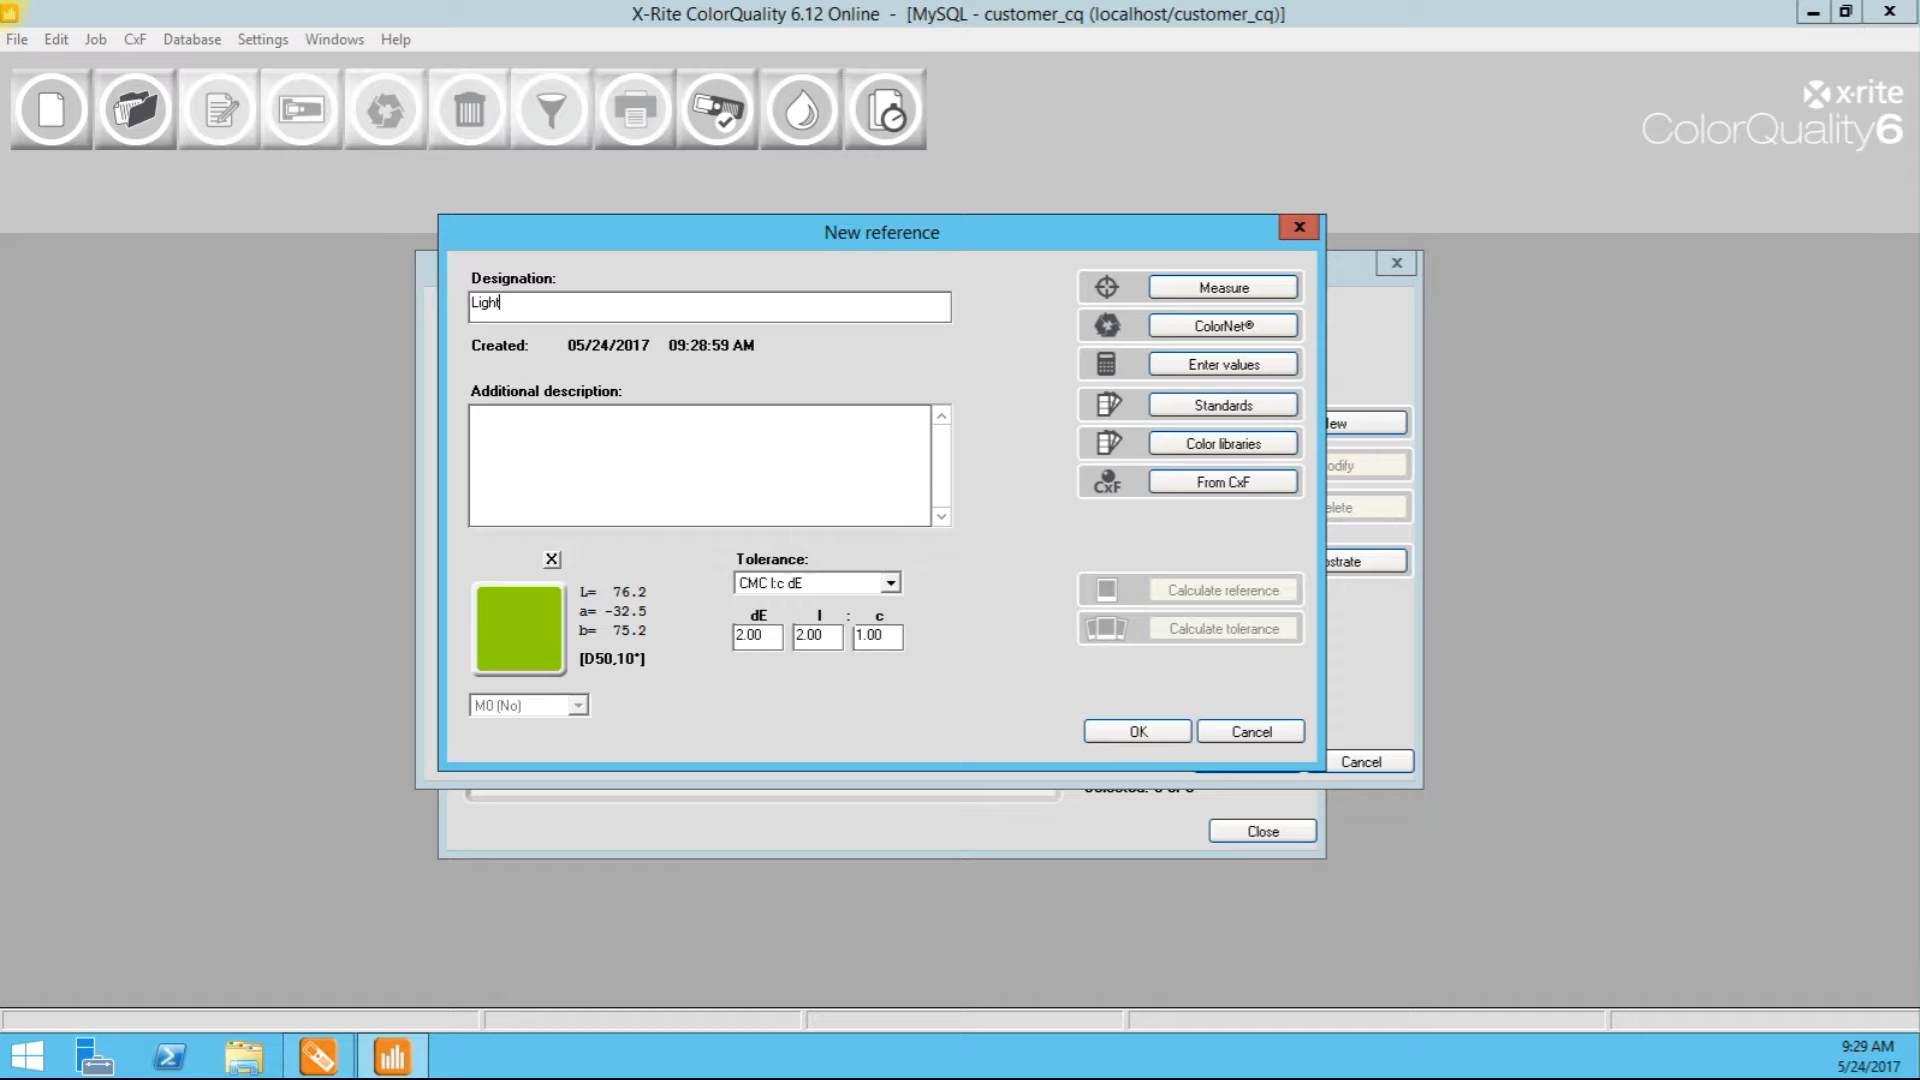 X-Rite ColorQuality 6.12 Online - [MySQL - customer_cq (localhost/customer_cq)]
File Edit Job CxF Database Settings Windows Help
x·rite
ColorQuality6
New reference
Designation:
Light
Created: 05/24/2017 09:28:59 AM
Additional description:
X
L= 76.2
a= -32.5
b= 75.2
[D50,10°]
M0 (No)
Tolerance:
CMC l:c dE
dE l : c
2.00 2.00 1.00
Measure
ColorNet®
Enter values
Standards
Color libraries
CxF From CxF
Calculate reference
Calculate tolerance
OK Cancel
Cancel
Close
9:29 AM
5/24/2017